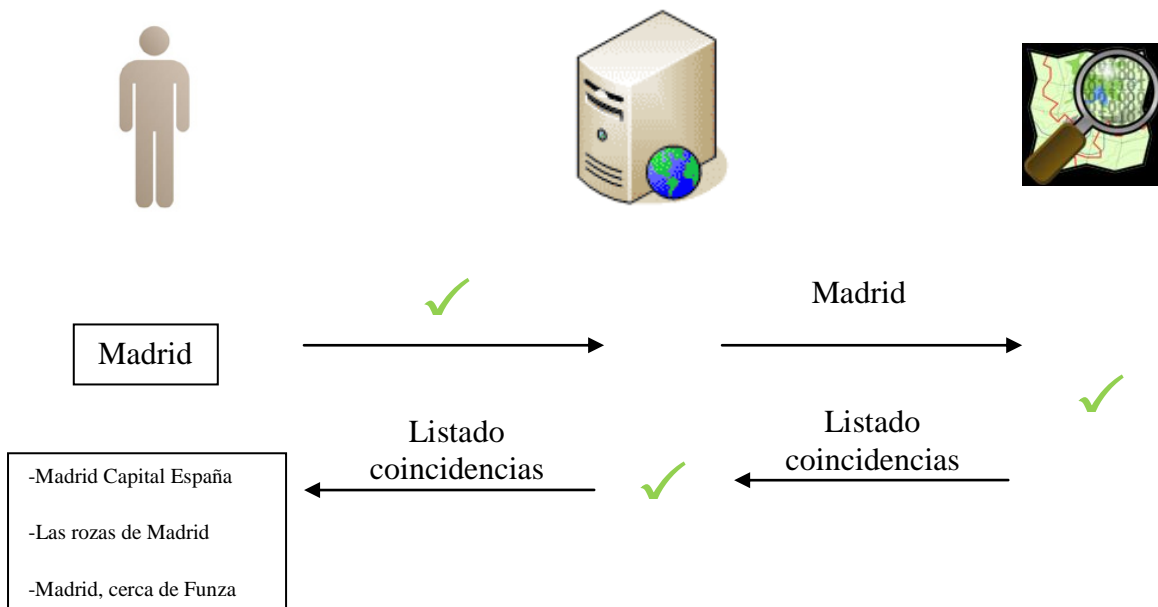 Madrid
Madrid
Listado
coincidencias
Listado
coincidencias
-Madrid Capital España
-Las rozas de Madrid
-Madrid, cerca de Funza